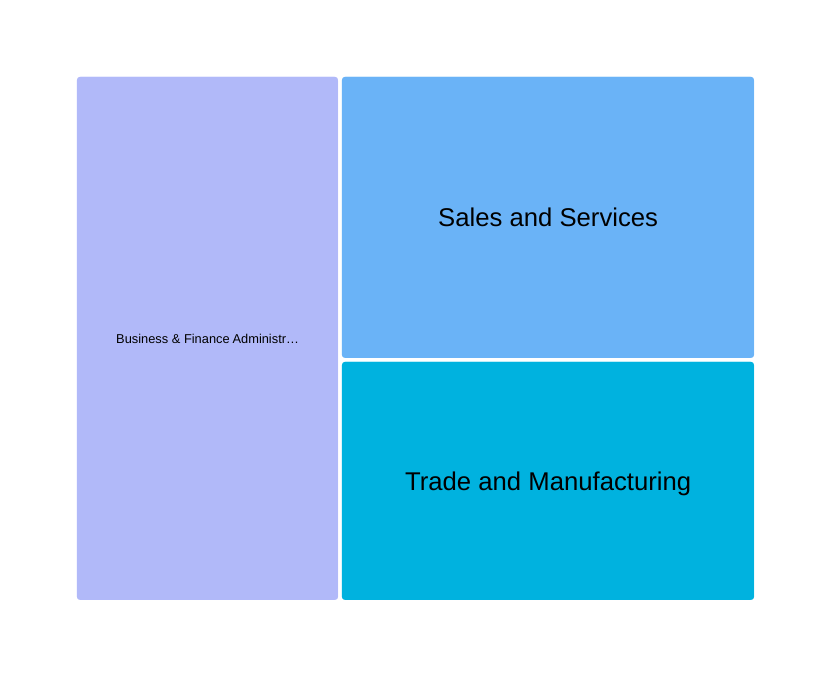 Sales and Services
Business & Finance Administr…
Trade and Manufacturing